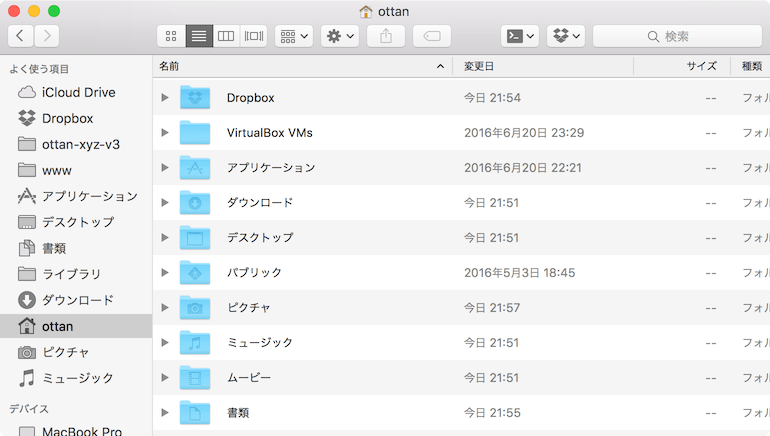 ottan
検索
よく使う項目
iCloud Drive
Dropbox
ottan-xyz-v3
www
アプリケーション
デスクトップ
書類
ライブラリ
ダウンロード
ottan
ピクチャ
ミュージック
デバイス
MacBook Pro
名前 変更日 サイズ 種類
Dropbox 今日 21:54 -- フォル
VirtualBox VMs 2016年6月20日 23:29 -- フォル
アプリケーション 2016年6月20日 22:21 -- フォル
ダウンロード 今日 21:51 -- フォル
デスクトップ 今日 21:51 -- フォル
パブリック 2016年5月3日 18:45 -- フォル
ピクチャ 今日 21:57 -- フォル
ミュージック 今日 21:51 -- フォル
ムービー 今日 21:51 -- フォル
書類 今日 21:55 -- フォル